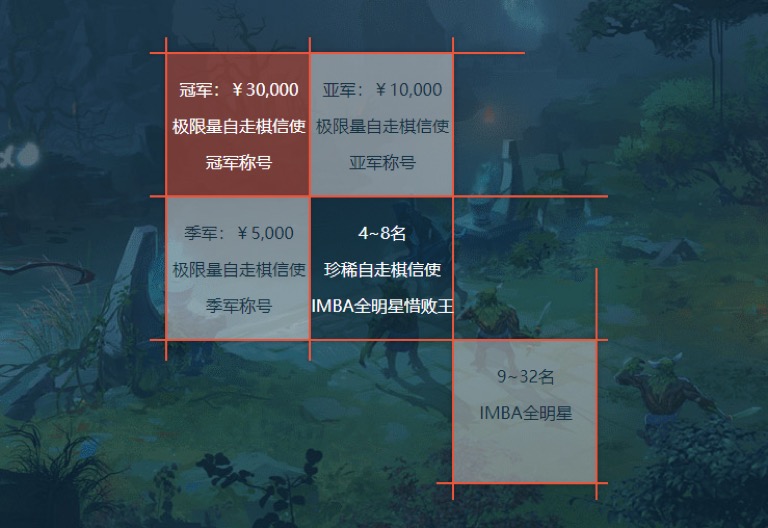 冠军：￥30,000
极限量自走棋信使
冠军称号
亚军：￥10,000
极限量自走棋信使
亚军称号
季军：￥5,000
极限量自走棋信使
季军称号
4~8名
珍稀自走棋信使
IMBA全明星惜败王
9~32名
IMBA全明星